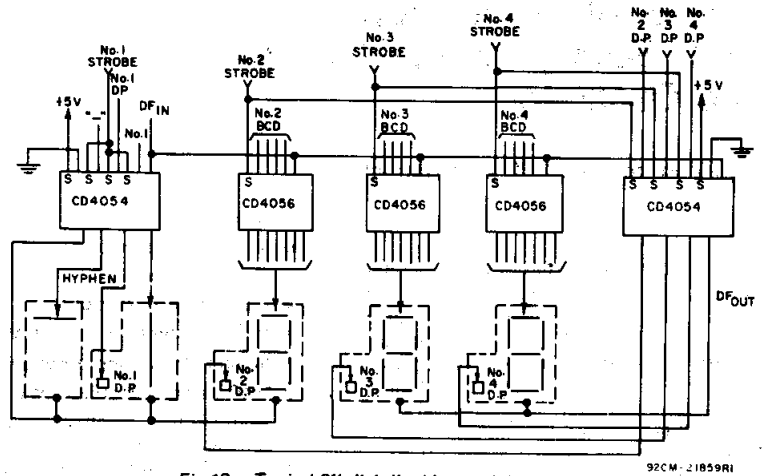 No. 1
STROBE
No. 1
DP
+5V
"–"
DF IN
No. 1
No. 2
STROBE
No. 2
BCD
No. 3
STROBE
No. 3
BCD
No. 4
STROBE
No. 4
BCD
No. 2 D.P.
No. 3 D.P.
No. 4 D.P
+5V
S S S S
CD4054
S
CD4056
S
CD4056
S
CD4056
S S S S S
CD4054
HYPHEN
No. 1
D.P.
No. 2
D.P.
No. 3
D.P.
No. 4
D.P.
DF OUT
92CM-21859R1